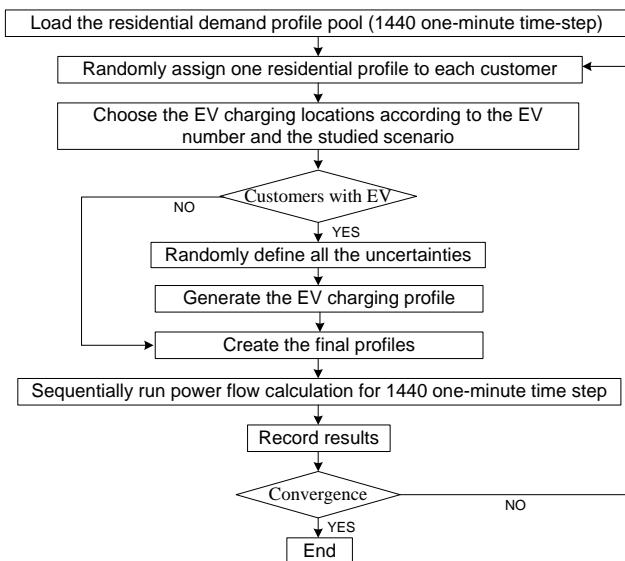 Load the residential demand profile pool (1440 one-minute time-step)
Randomly assign one residential profile to each customer
Choose the EV charging locations according to the EV
number and the studied scenario
Customers with EV
NO
YES
Randomly define all the uncertainties
Generate the EV charging profile
Create the final profiles
Sequentially run power flow calculation for 1440 one-minute time step
Record results
Convergence
NO
YES
End